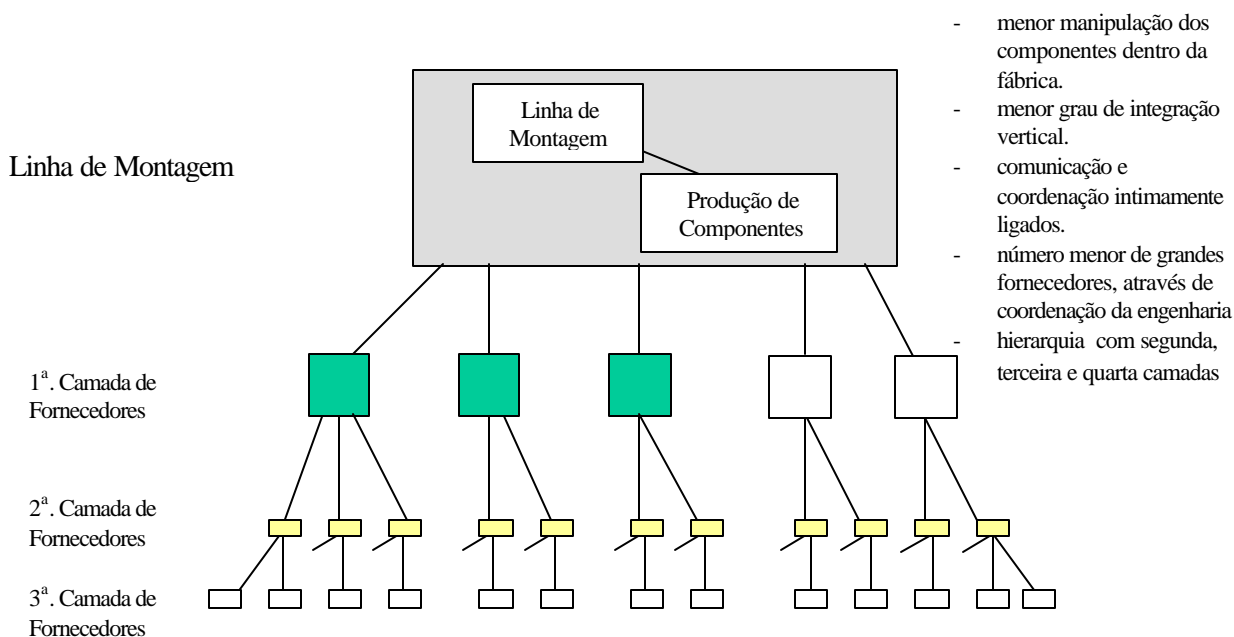 - menor manipulação dos
componentes dentro da
fábrica.
- menor grau de integração
vertical.
- comunicação e
coordenação intimamente
ligados.
- número menor de grandes
fornecedores, através de
coordenação da engenharia
- hierarquia com segunda,
terceira e quarta camadas
Linha de Montagem
Linha de
Montagem
Produção de
Componentes
1ª. Camada de
Fornecedores
2ª. Camada de
Fornecedores
3ª. Camada de
Fornecedores